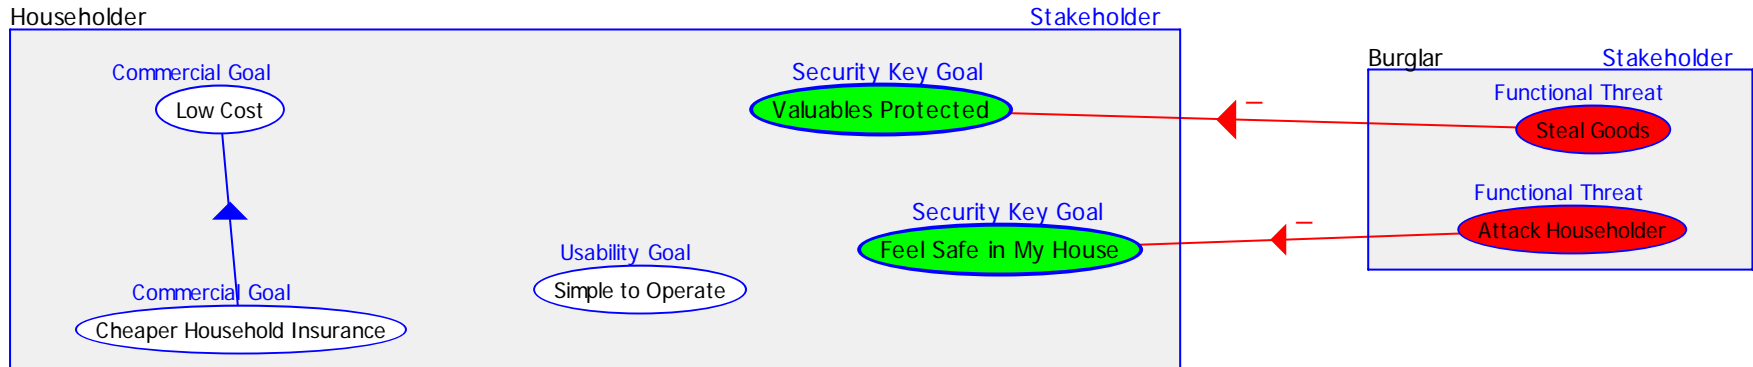 Householder
Stakeholder
Commercial Goal
Low Cost
Security Key Goal
Valuables Protected
–
Burglar
Stakeholder
Functional Threat
Steal Goods
Functional Threat
Attack Householder
–
Security Key Goal
Feel Safe in My House
Usability Goal
Simple to Operate
Commercial Goal
Cheaper Household Insurance